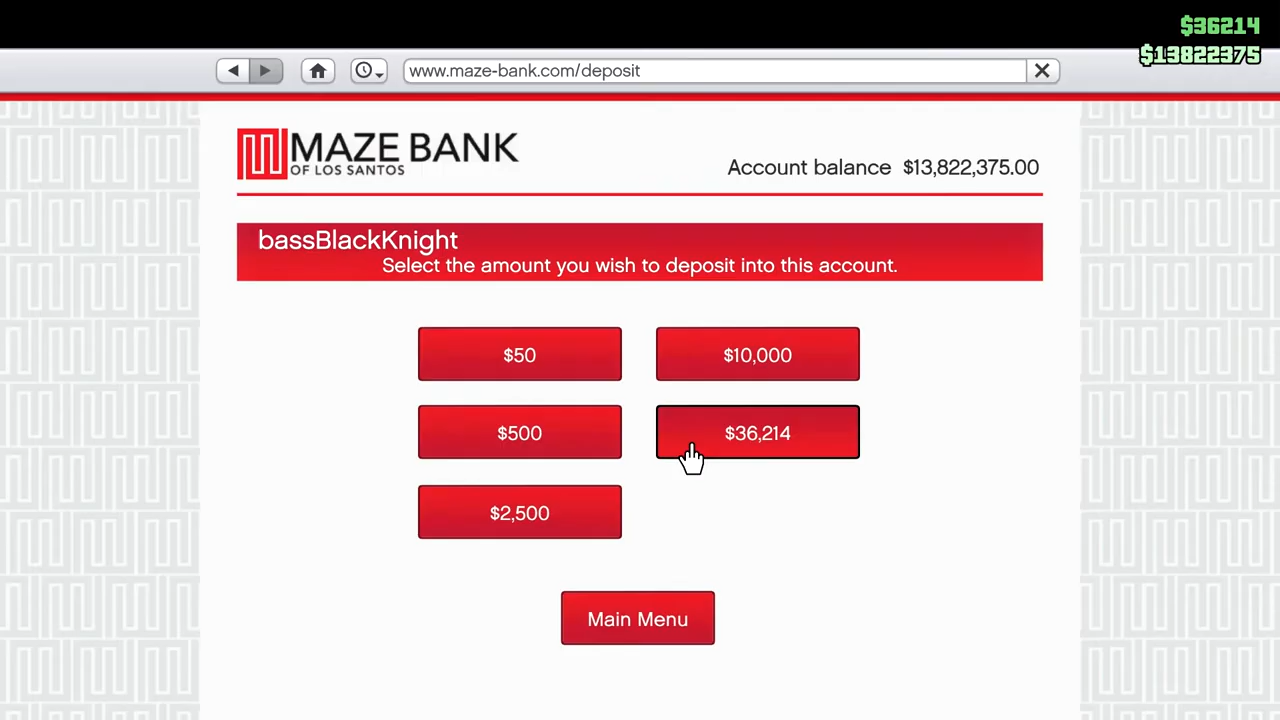 $36214
$13822375
www.maze-bank.com/deposit
MAZE BANK
OF LOS SANTOS
Account balance $13,822,375.00
bassBlackKnight
Select the amount you wish to deposit into this account.
$50
$10,000
$500
$36,214
$2,500
Main Menu